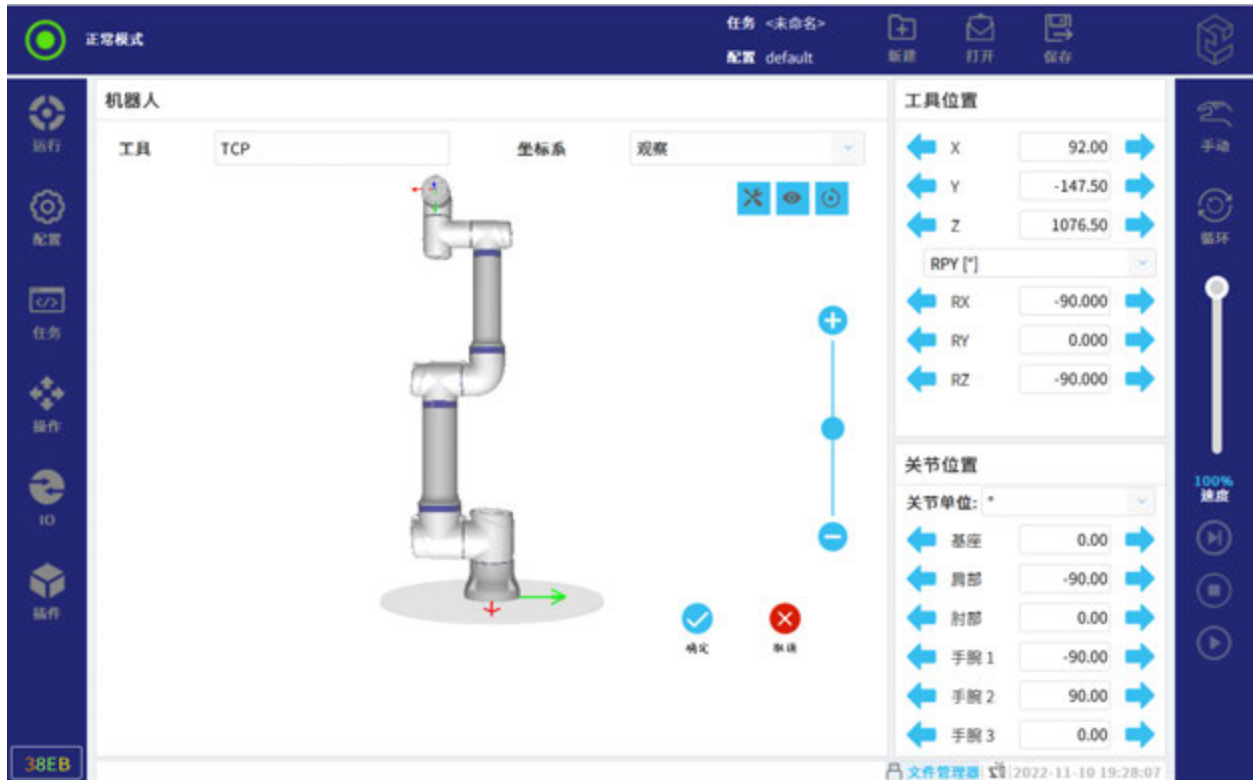 正常模式
任务 <未命名>
配置 default
新建
打开
保存
运行
配置
任务
操作
IO
插件
38EB
机器人
工具 TCP 坐标系 观察
确定
取消
工具位置
X 92.00
Y -147.50
Z 1076.50
RPY [°]
RX -90.000
RY 0.000
RZ -90.000
关节位置
关节单位: °
基座 0.00
肩部 -90.00
肘部 0.00
手腕 1 -90.00
手腕 2 90.00
手腕 3 0.00
文件管理器 2022-11-10 19:28:07
手动
循环
100%
速度